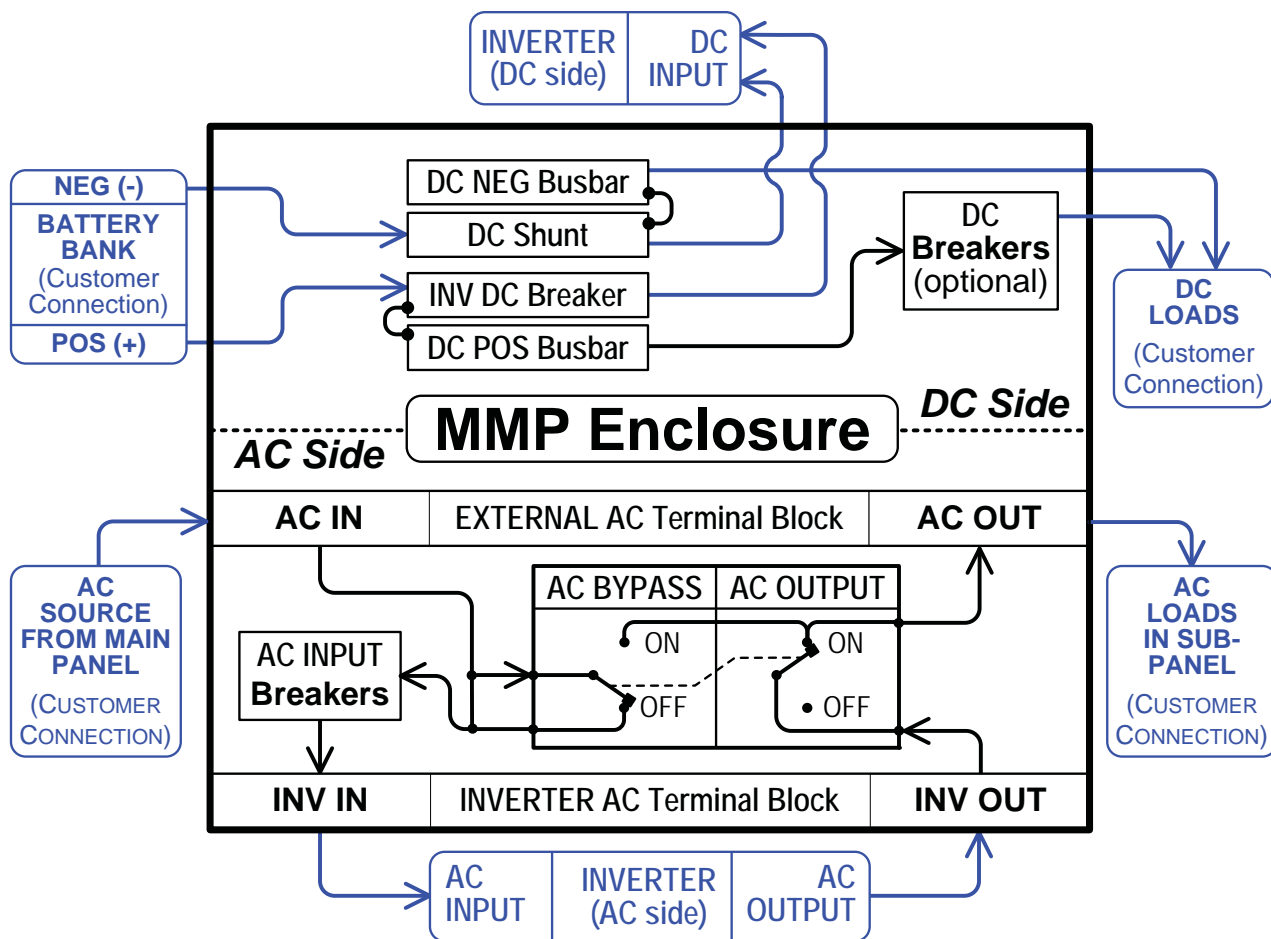 INVERTER
(DC side)
DC
INPUT
NEG (-)
BATTERY
BANK
(Customer
Connection)
POS (+)
DC NEG Busbar
DC Shunt
INV DC Breaker
DC POS Busbar
DC
Breakers
(optional)
DC
LOADS
(Customer
Connection)
MMP Enclosure
DC Side
AC Side
AC IN
EXTERNAL AC Terminal Block
AC OUT
AC
SOURCE
FROM MAIN
PANEL
(CUSTOMER
CONNECTION)
AC BYPASS
AC OUTPUT
ON
ON
OFF
OFF
AC INPUT
Breakers
AC
LOADS
IN SUB-
PANEL
(CUSTOMER
CONNECTION)
INV IN
INVERTER AC Terminal Block
INV OUT
AC
INPUT
INVERTER
(AC side)
AC
OUTPUT